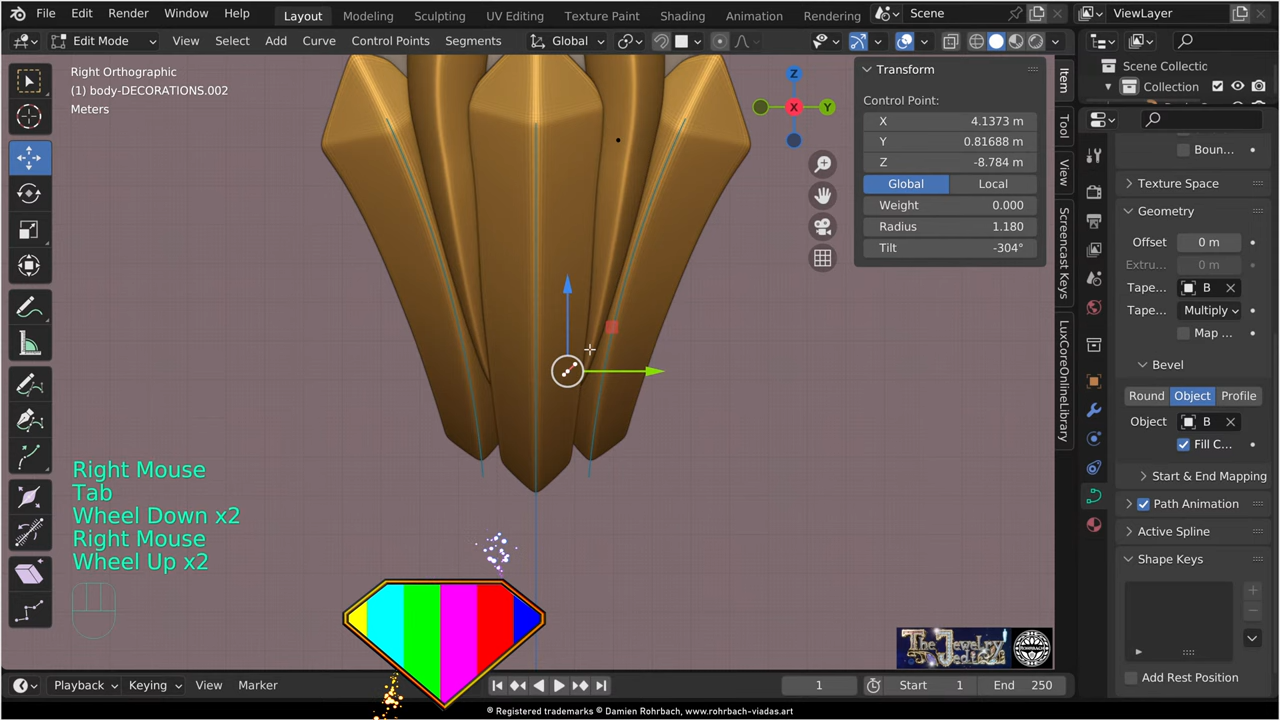 File Edit Render Window Help Layout Modeling Sculpting UV Editing Texture Paint Shading Animation Rendering Scene ViewLayer
Edit Mode View Select Add Curve Control Points Segments Global
Right Orthographic
(1) body-DECORATIONS.002
Meters
Z
X
Y
Transform
Control Point:
X 4.1373 m
Y 0.81688 m
Z -8.784 m
Global Local
Weight 0.000
Radius 1.180
Tilt -304°
Item
Tool
View
Screencast Keys
LuxCoreOnlineLibrary
Scene Collectic
Collection
Boun...
Texture Space
Geometry
Offset 0 m
Extru... 0 m
Tape... B
Tape... Multiply
Map ...
Bevel
Round Object Profile
Object B
Fill C...
Start & End Mapping
Path Animation
Active Spline
Shape Keys
Add Rest Position
Right Mouse
Tab
Wheel Down x2
Right Mouse
Wheel Up x2
The Jewelry Veditions
ROHRBACH
Playback Keying View Marker 1 Start 1 End 250
® Registered trademarks © Damien Rohrbach, www.rohrbach-viadas.art